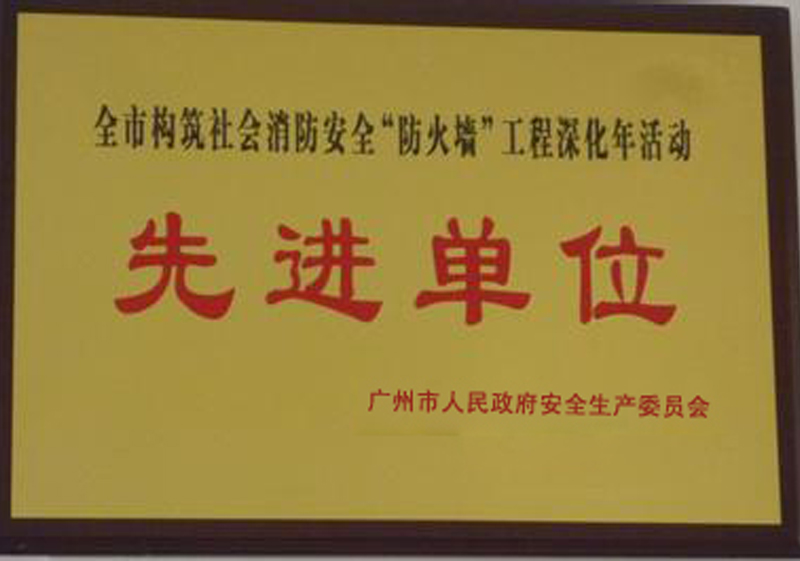 全市构筑社会消防安全“防火墙”工程深化年活动
先进单位
广州市人民政府安全生产委员会